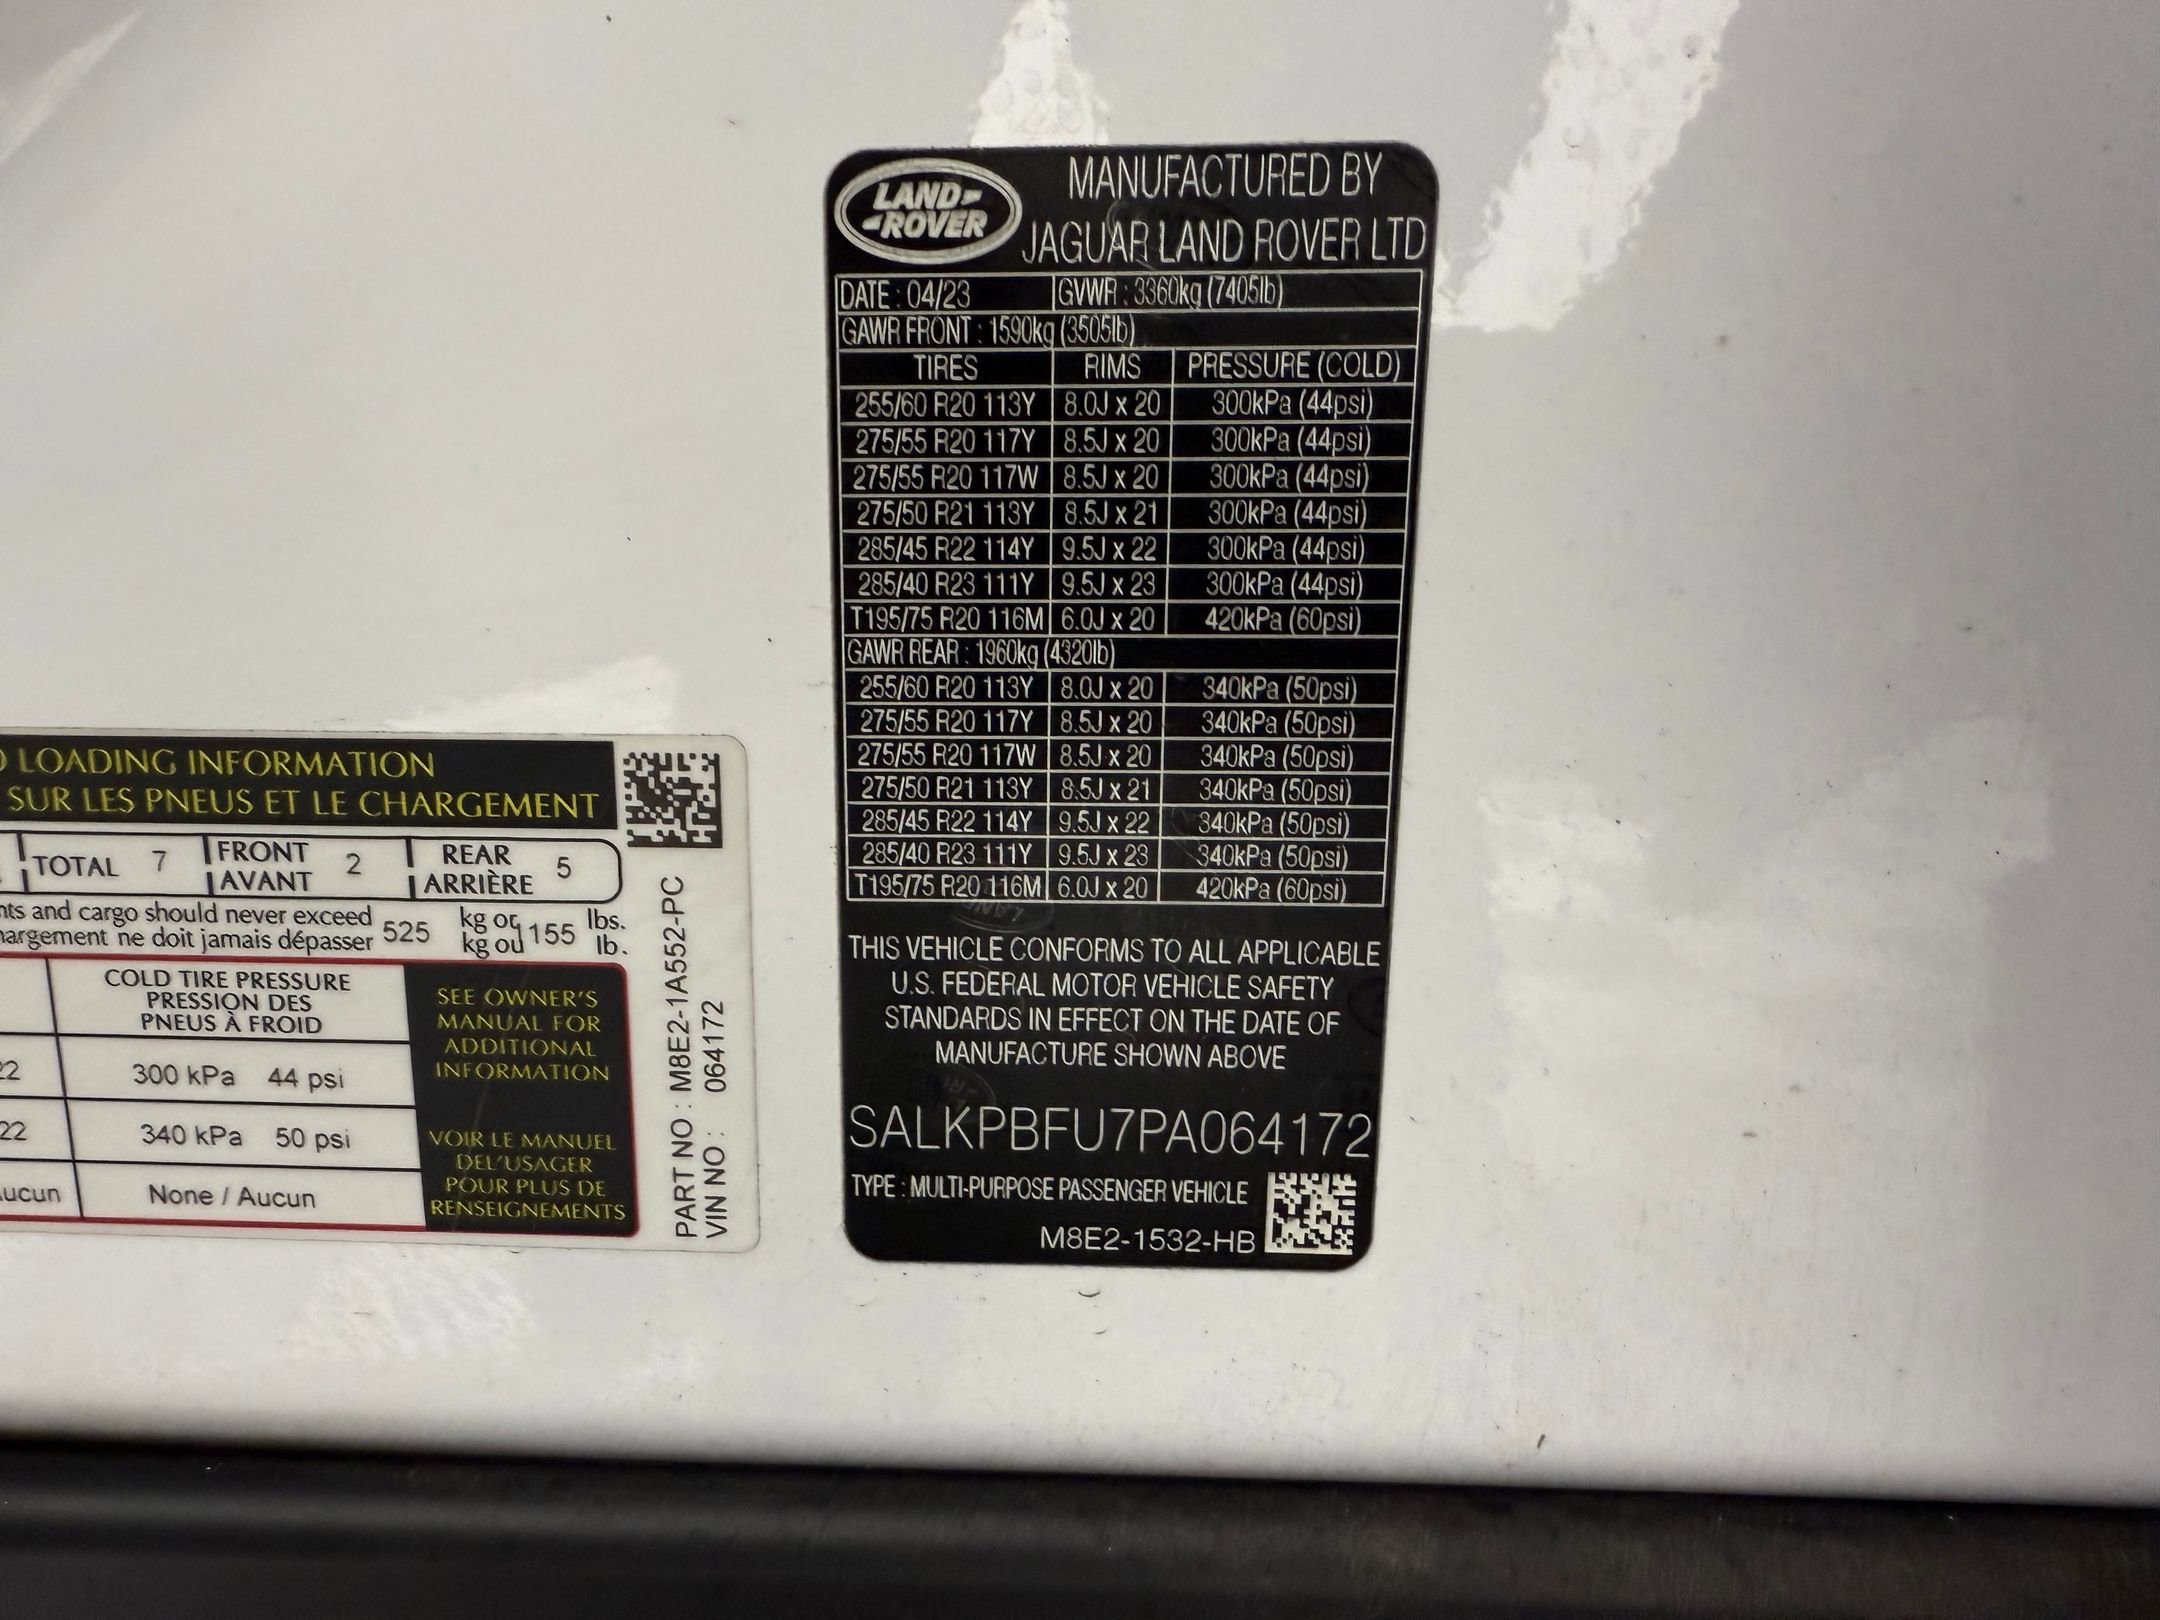 LOADING INFORMATION
SUR LES PNEUS ET LE CHARGEMENT
TOTAL 7 FRONT 2 REAR 5
AVANT ARRIÈRE
and cargo should never exceed 525 kg or 1155 lbs.
ne doit jamais dépasser kg ou lb.
COLD TIRE PRESSURE
PRESSION DES
PNEUS À FROID
300 kPa 44 psi
22
340 kPa 50 psi
None / Aucun
SEE OWNER'S
MANUAL FOR
ADDITIONAL
INFORMATION
VOIR LE MANUEL
DEL'USAGER
POUR PLUS DE
RENSEIGNEMENTS
PART NO : M8E2-1A552-PC
VIN NO : 064172
LAND ROVER
MANUFACTURED BY
JAGUAR LAND ROVER LTD
DATE : 04/23 GVWR : 3360kg (7405lb)
GAWR FRONT : 1590kg (3505lb)
TIRES RIMS PRESSURE (COLD)
255/60 R20 113Y 8.0J x 20 300kPa (44psi)
275/55 R20 117Y 8.5J x 20 300kPa (44psi)
275/55 R20 117W 8.5J x 20 300kPa (44psi)
275/50 R21 113Y 8.5J x 21 300kPa (44psi)
285/45 R22 114Y 9.5J x 22 300kPa (44psi)
285/40 R23 111Y 9.5J x 23 300kPa (44psi)
T195/75 R20 116M 6.0J x 20 420kPa (60psi)
GAWR REAR : 1960kg (4320lb)
255/60 R20 113Y 8.0J x 20 340kPa (50psi)
275/55 R20 117Y 8.5J x 20 340kPa (50psi)
275/55 R20 117W 8.5J x 20 340kPa (50psi)
275/50 R21 113Y 8.5J x 21 340kPa (50psi)
285/45 R22 114Y 9.5J x 22 340kPa (50psi)
285/40 R23 111Y 9.5J x 23 340kPa (50psi)
T195/75 R20 116M 6.0J x 20 420kPa (60psi)
THIS VEHICLE CONFORMS TO ALL APPLICABLE
U.S. FEDERAL MOTOR VEHICLE SAFETY
STANDARDS IN EFFECT ON THE DATE OF
MANUFACTURE SHOWN ABOVE
SALKPBFU7PA064172
TYPE : MULTI-PURPOSE PASSENGER VEHICLE
M8E2-1532-HB